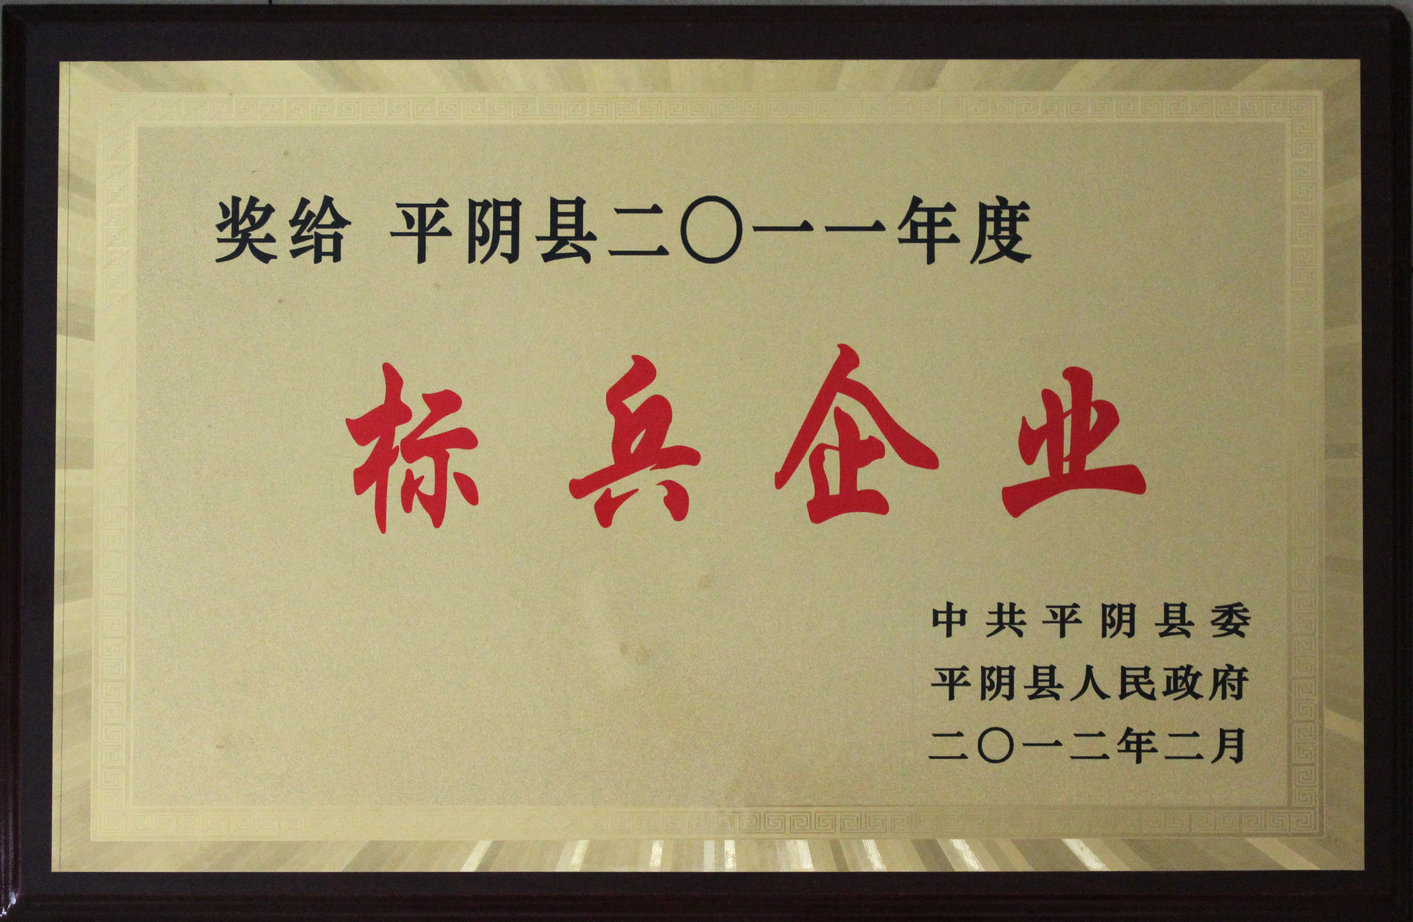 奖给 平阴县二〇一一年度
标兵企业
中共平阴县委
平阴县人民政府
二〇一二年二月